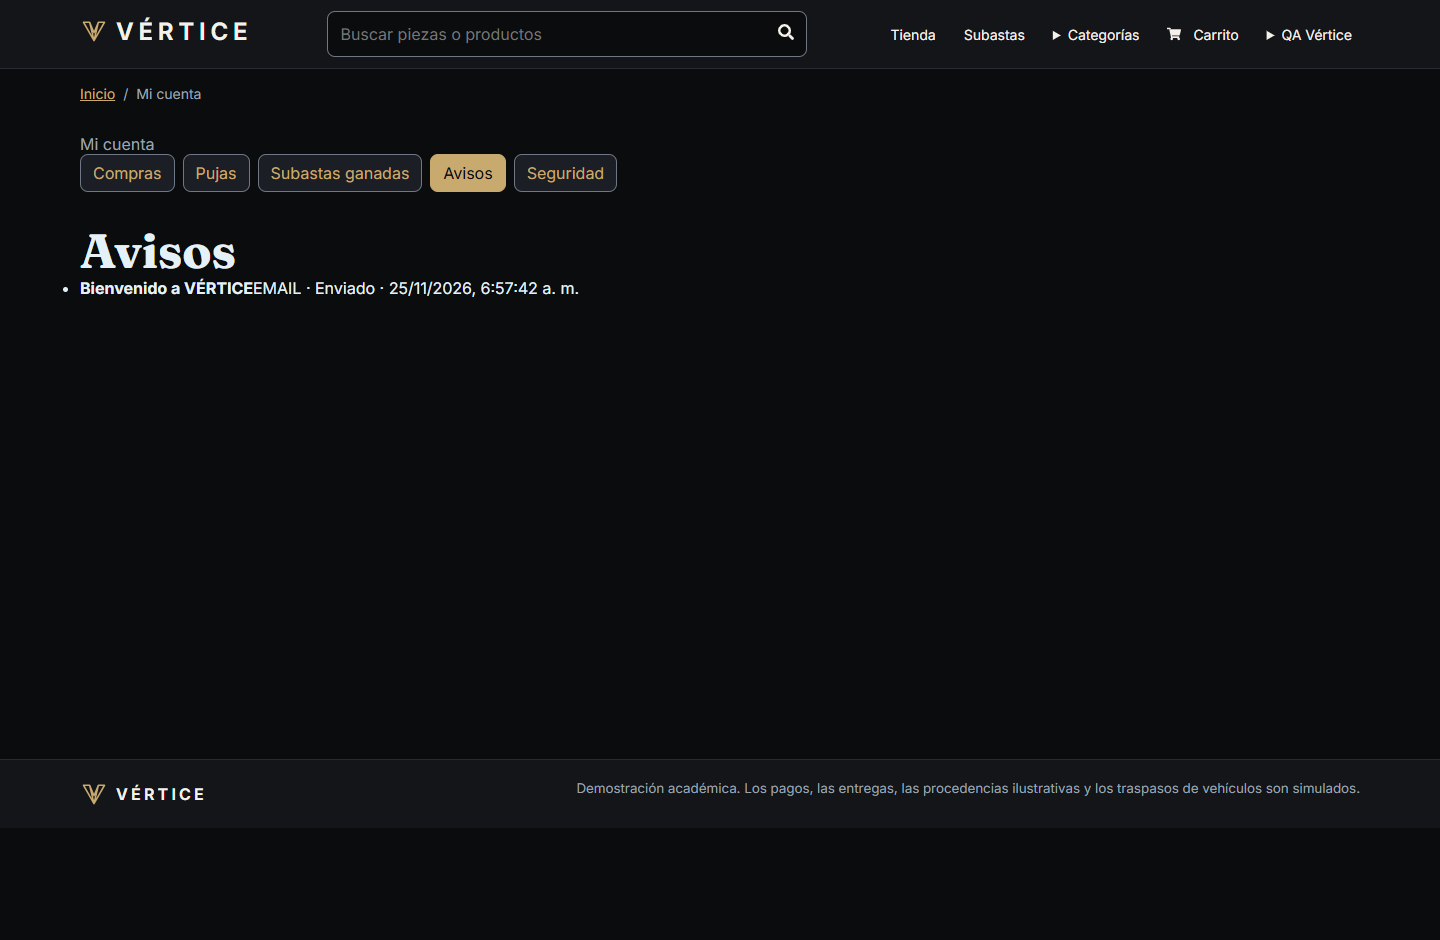 VÉRTICE
Buscar piezas o productos
Tienda Subastas Categorías Carrito QA Vértice
Inicio / Mi cuenta
Mi cuenta
Compras Pujas Subastas ganadas Avisos Seguridad
Avisos
Bienvenido a VÉRTICEEMAIL · Enviado · 25/11/2026, 6:57:42 a. m.
VÉRTICE
Demostración académica. Los pagos, las entregas, las procedencias ilustrativas y los traspasos de vehículos son simulados.